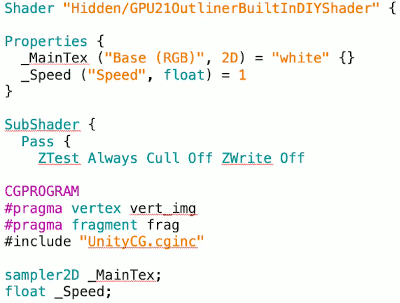 Shader "Hidden/GPU21OutlinerBuiltInDIYShader" {
Properties {
_MainTex ("Base (RGB)", 2D) = "white" {}
_Speed ("Speed", float) = 1
}
SubShader {
Pass {
ZTest Always Cull Off ZWrite Off
CGPROGRAM
#pragma vertex vert_img
#pragma fragment frag
#include "UnityCG.cginc"
sampler2D _MainTex;
float _Speed;